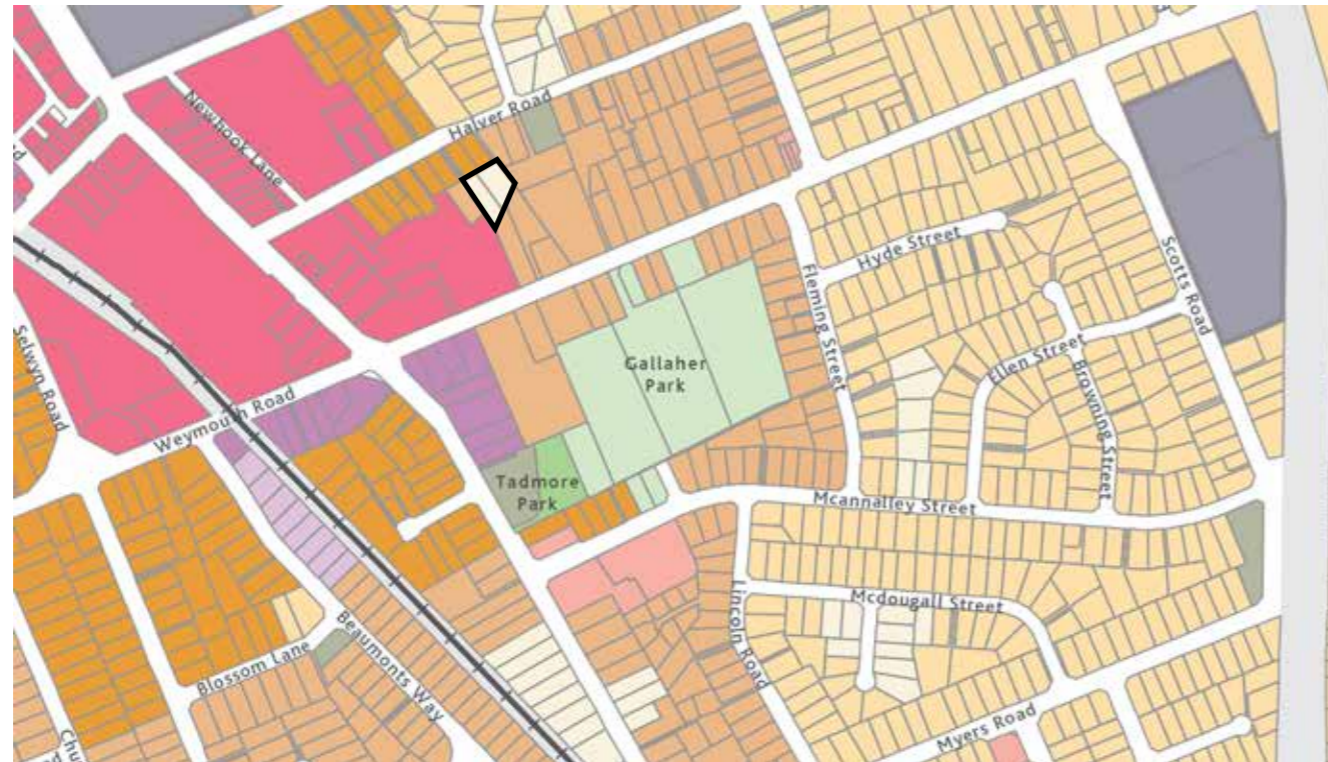 Newhook Lane
Halver Road
Hyde Street
Scotts Road
Fleming Street
Gallaher
Park
Ellen Street
Browning Street
Selwyn Road
Weymouth Road
Tadmore
Park
Mcannalley Street
Lincoln Road
Mcdougall Street
Beaumonts Way
Blossom Lane
Myers Road
Chu